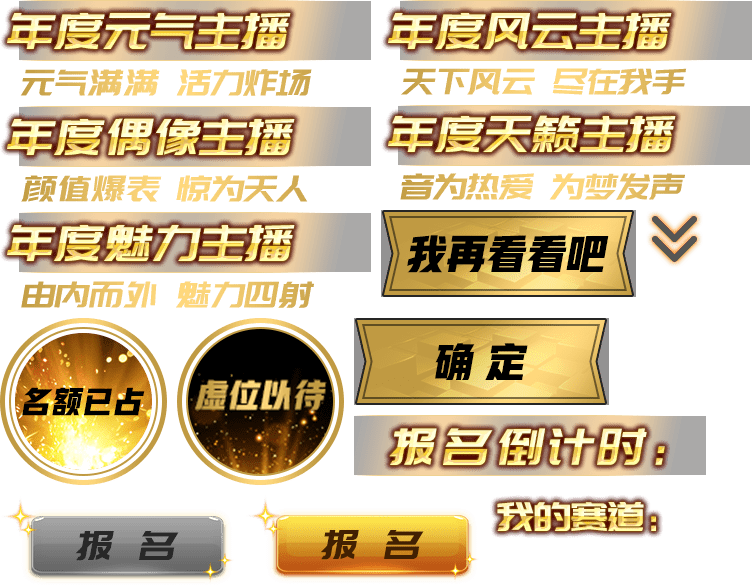 年度元气主播
元气满满 活力炸场
年度风云主播
天下风云 尽在我手
年度偶像主播
颜值爆表 惊为天人
年度天籁主播
音为热爱 为梦发声
年度魅力主播
由内而外 魅力四射
我再看看吧
名额已占
虚位以待
确定
报名倒计时：
我的赛道：
报名
报名